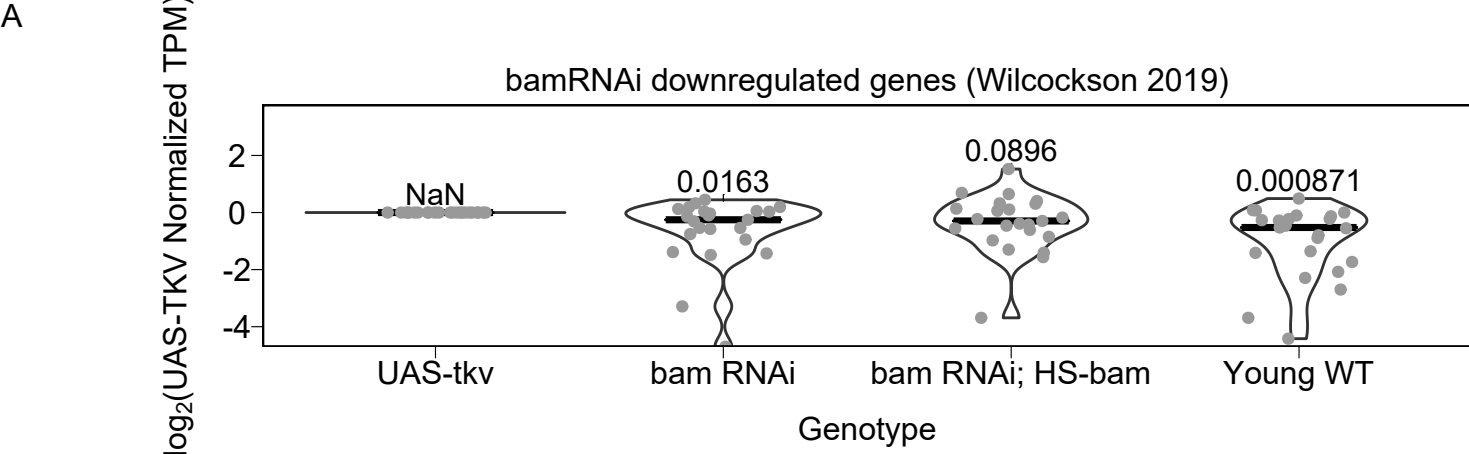 A
bamRNAi downregulated genes (Wilcockson 2019)
log₂(UAS-TKV Normalized TPM)
2
0
-2
-4
NaN
0.0163
0.0896
0.000871
UAS-tkv
bam RNAi
bam RNAi; HS-bam
Young WT
Genotype